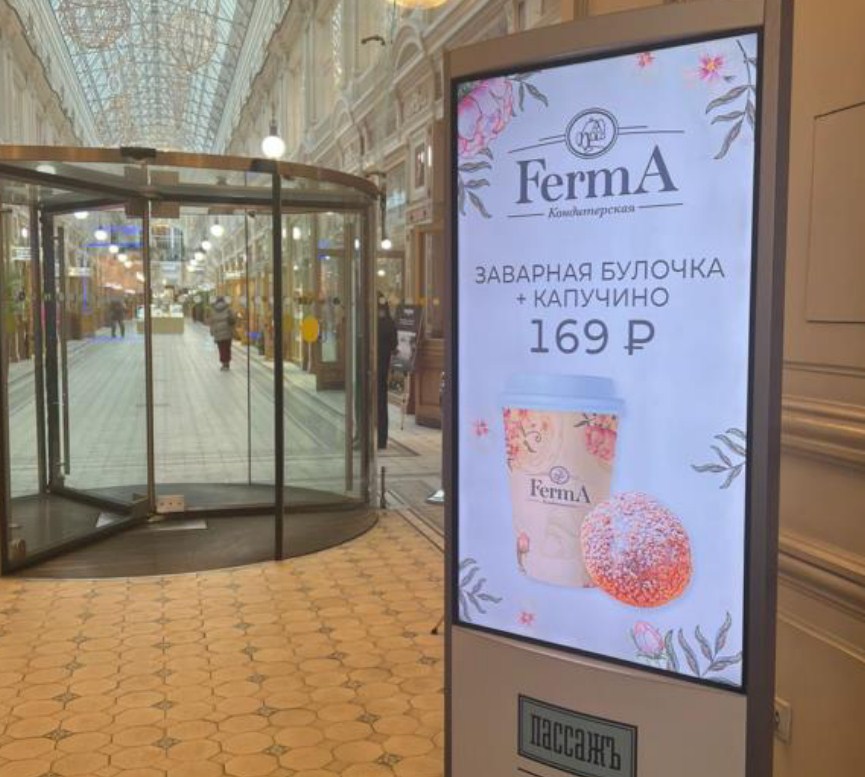 FermA
Кондитерская
ЗАВАРНАЯ БУЛОЧКА
+ КАПУЧИНО
169 ₽
FermA
пассажъ